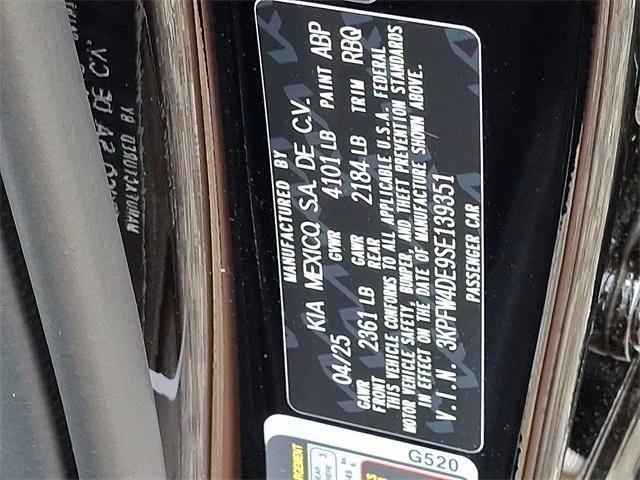 MANUFACTURED BY
KIA MEXICO, S.A. DE C.V.
04/25 GVWR 4101 LB PAINT ABP
GAWR FRONT 2361 LB GAWR REAR 2184 LB TRIM RBQ
THIS VEHICLE CONFORMS TO ALL APPLICABLE U.S.A. FEDERAL
MOTOR VEHICLE SAFETY, BUMPER, AND THEFT PREVENTION STANDARDS
IN EFFECT ON THE DATE OF MANUFACTURE SHOWN ABOVE.
V.I.N. 3KPFW4DE9SE139351
PASSENGER CAR
G520